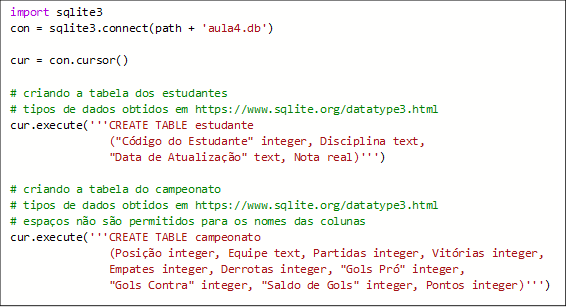 import sqlite3
con = sqlite3.connect(path + 'aula4.db')
cur = con.cursor()
# criando a tabela dos estudantes
# tipos de dados obtidos em https://www.sqlite.org/datatype3.html
cur.execute('''CREATE TABLE estudante
("Código do Estudante" integer, Disciplina text,
"Data de Atualização" text, Nota real)''')
# criando a tabela do campeonato
# tipos de dados obtidos em https://www.sqlite.org/datatype3.html
# espaços não são permitidos para os nomes das colunas
cur.execute('''CREATE TABLE campeonato
(Posição integer, Equipe text, Partidas integer, Vitórias integer,
Empates integer, Derrotas integer, "Gols Pró" integer,
"Gols Contra" integer, "Saldo de Gols" integer, Pontos integer)''')